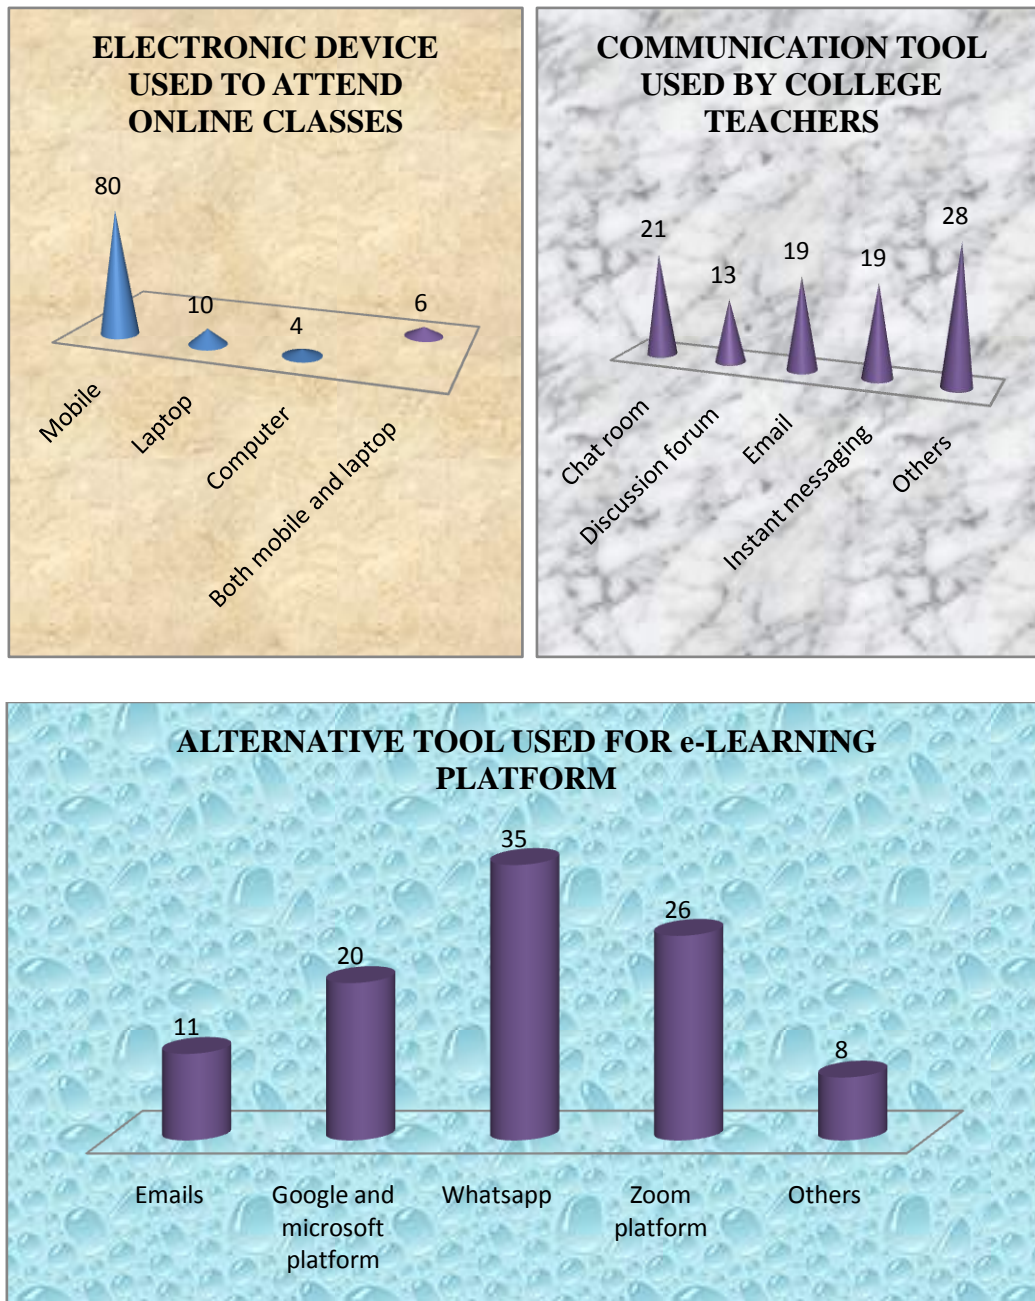 ELECTRONIC DEVICE
USED TO ATTEND
ONLINE CLASSES
80
10
4
6
Mobile
Laptop
Computer
Both mobile and laptop
COMMUNICATION TOOL
USED BY COLLEGE
TEACHERS
21
13
19
19
28
Chat room
Discussion forum
Email
Instant messaging
Others
ALTERNATIVE TOOL USED FOR e-LEARNING
PLATFORM
11
20
35
26
8
Emails
Google and
microsoft
platform
Whatsapp
Zoom
platform
Others